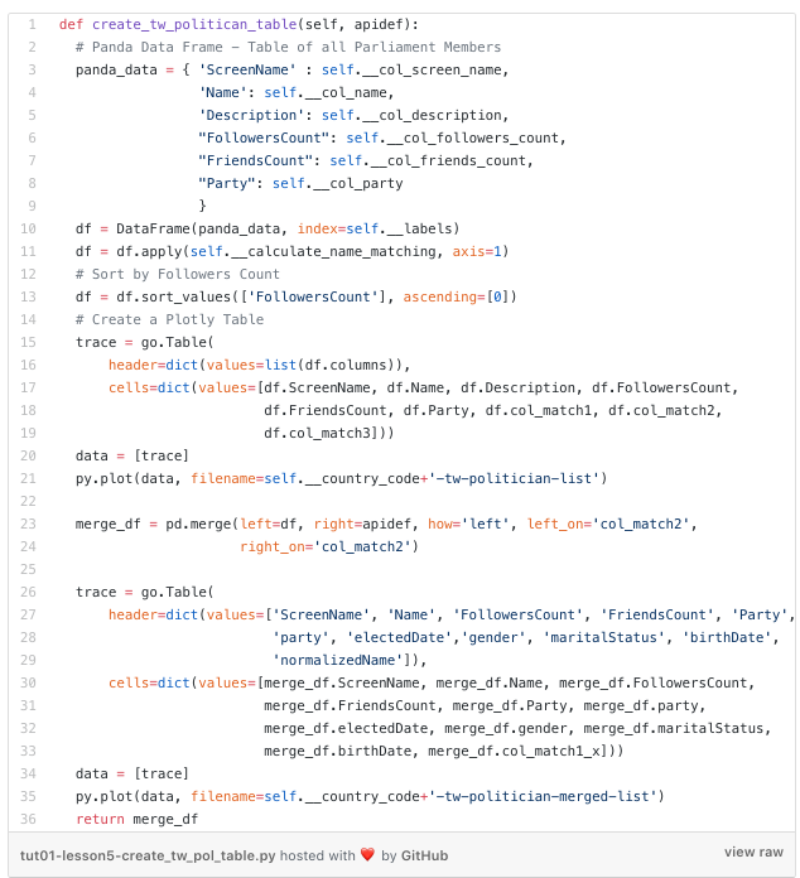 1 def create_tw_politican_table(self, apidef):
2   # Panda Data Frame - Table of all Parliament Members
3   panda_data = { 'ScreenName' : self.__col_screen_name,
4                  'Name': self.__col_name,
5                  'Description': self.__col_description,
6                  "FollowersCount": self.__col_followers_count,
7                  "FriendsCount": self.__col_friends_count,
8                  "Party": self.__col_party
9                  }
10   df = DataFrame(panda_data, index=self.__labels)
11   df = df.apply(self.__calculate_name_matching, axis=1)
12   # Sort by Followers Count
13   df = df.sort_values(['FollowersCount'], ascending=[0])
14   # Create a Plotly Table
15   trace = go.Table(
16       header=dict(values=list(df.columns)),
17       cells=dict(values=[df.ScreenName, df.Name, df.Description, df.FollowersCount,
18                          df.FriendsCount, df.Party, df.col_match1, df.col_match2,
19                          df.col_match3]))
20   data = [trace]
21   py.plot(data, filename=self.__country_code+'-tw-politician-list')
22
23   merge_df = pd.merge(left=df, right=apidef, how='left', left_on='col_match2',
24                       right_on='col_match2')
25
26   trace = go.Table(
27       header=dict(values=['ScreenName', 'Name', 'FollowersCount', 'FriendsCount', 'Party',
28                           'party', 'electedDate','gender', 'maritalStatus', 'birthDate',
29                           'normalizedName']),
30       cells=dict(values=[merge_df.ScreenName, merge_df.Name, merge_df.FollowersCount,
31                          merge_df.FriendsCount, merge_df.Party, merge_df.party,
32                          merge_df.electedDate, merge_df.gender, merge_df.maritalStatus,
33                          merge_df.birthDate, merge_df.col_match1_x]))
34   data = [trace]
35   py.plot(data, filename=self.__country_code+'-tw-politician-merged-list')
36   return merge_df
tut01-lesson5-create_tw_pol_table.py hosted with ❤ by GitHub view raw